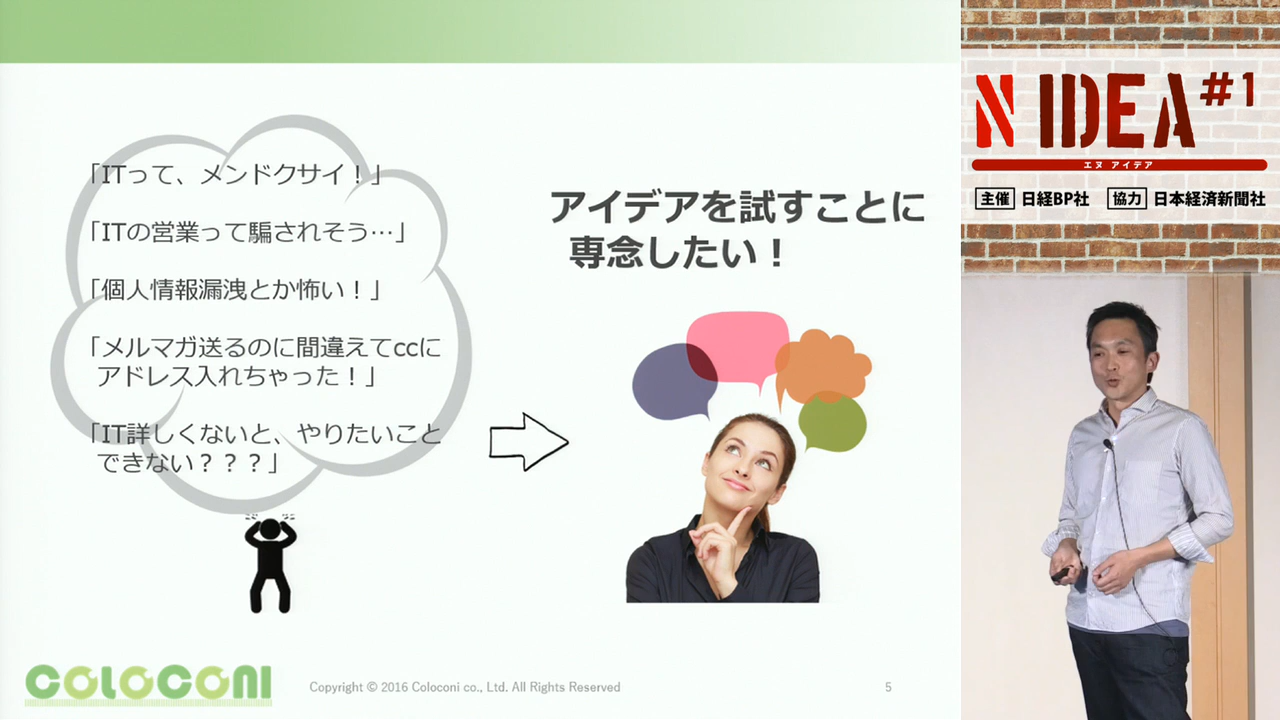 「ITって、メンドクサイ！」
「ITの営業って騙されそう…」
「個人情報漏洩とか怖い！」
「メルマガ送るのに間違えてccに
アドレス入れちゃった！」
「IT詳しくないと、やりたいこと
できない？？？」
アイデアを試すことに
専念したい！
COLOCONI
Copyright © 2016 Coloconi co., Ltd. All Rights Reserved
5
N IDEA #1
エヌ アイデア
主催 日経BP社 協力 日本経済新聞社